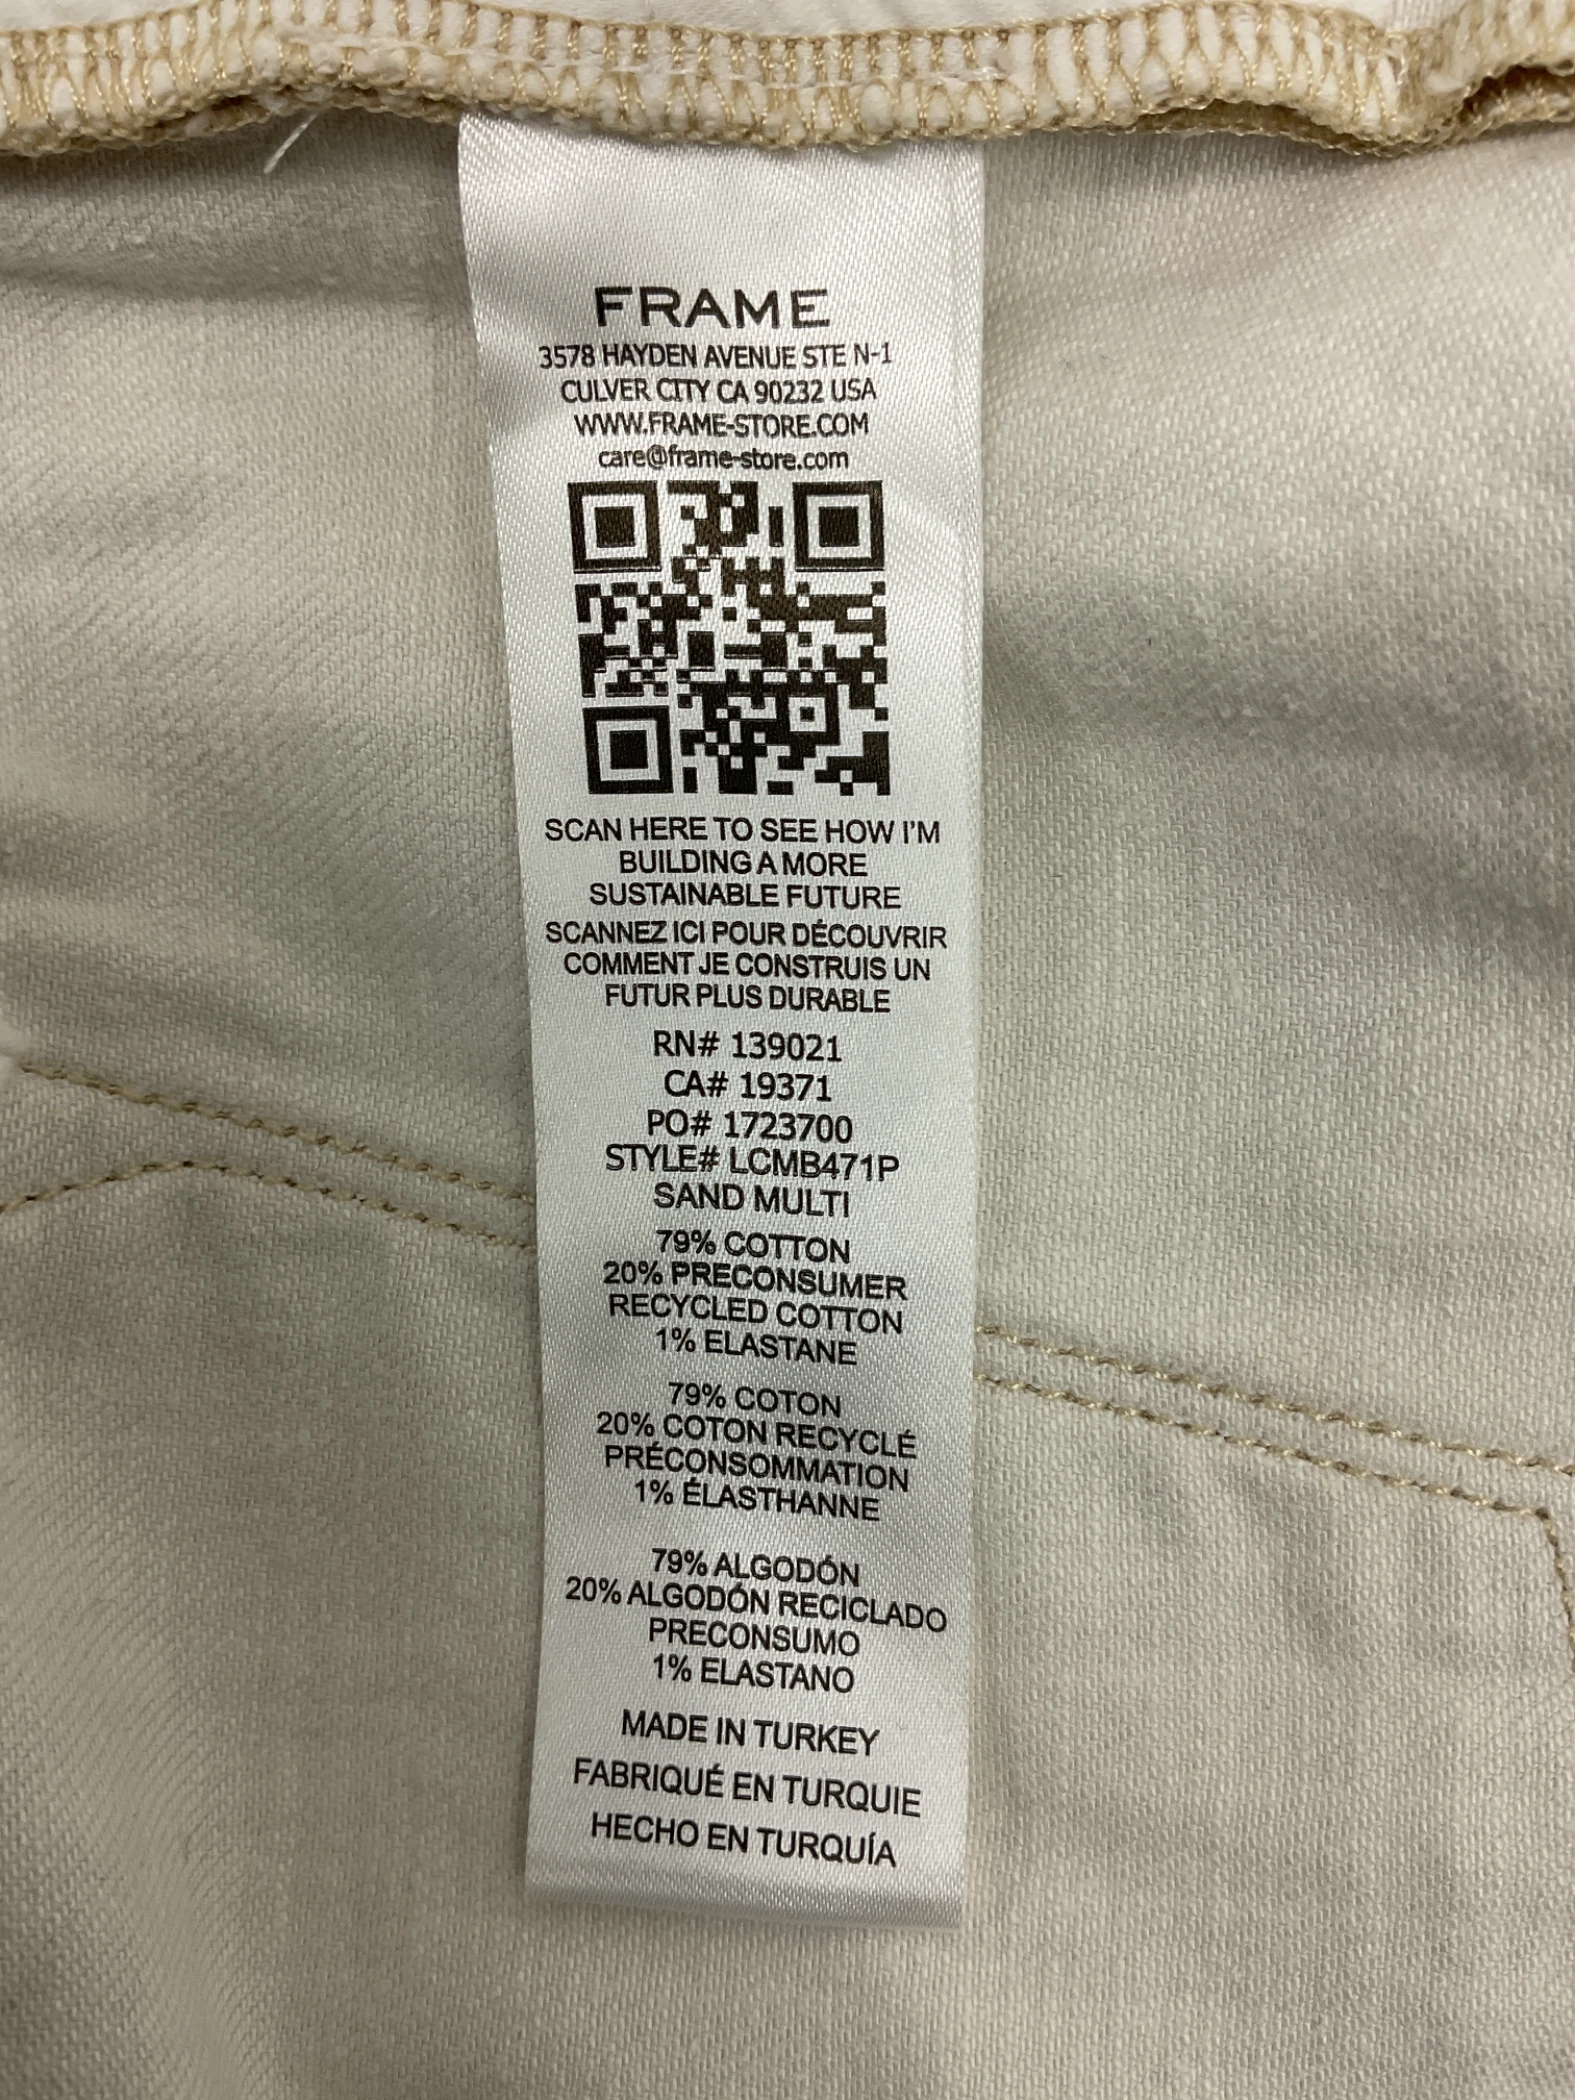 FRAME
3578 HAYDEN AVENUE STE N-1
CULVER CITY CA 90232 USA
WWW.FRAME-STORE.COM
care@frame-store.com
SCAN HERE TO SEE HOW I'M
BUILDING A MORE
SUSTAINABLE FUTURE
SCANNEZ ICI POUR DÉCOUVRIR
COMMENT JE CONSTRUIS UN
FUTUR PLUS DURABLE
RN# 139021
CA# 19371
PO# 1723700
STYLE# LCMB471P
SAND MULTI
79% COTTON
20% PRECONSUMER
RECYCLED COTTON
1% ELASTANE
79% COTON
20% COTON RECYCLÉ
PRÉCONSOMMATION
1% ÉLASTHANNE
79% ALGODÓN
20% ALGODÓN RECICLADO
PRECONSUMO
1% ELASTANO
MADE IN TURKEY
FABRIQUÉ EN TURQUIE
HECHO EN TURQUÍA